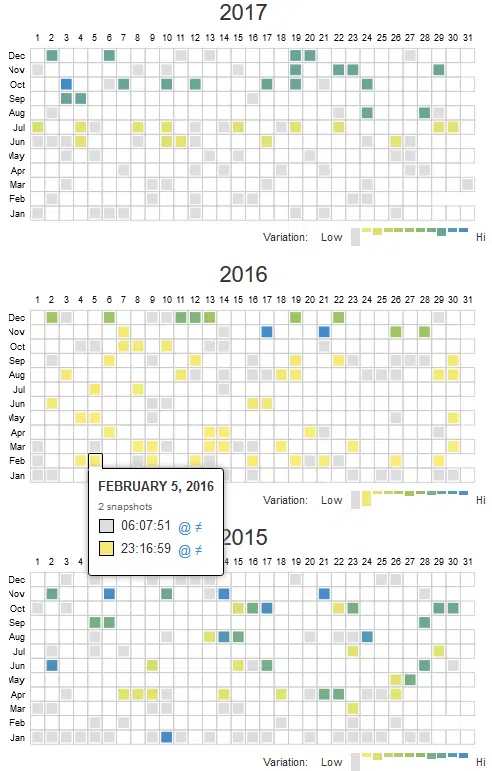 2017
1 2 3 4 5 6 7 8 9 10 11 12 13 14 15 16 17 18 19 20 21 22 23 24 25 26 27 28 29 30 31
Dec
Nov
Oct
Sep
Aug
Jul
Jun
May
Apr
Mar
Feb
Jan
Variation: Low Hi
2016
1 2 3 4 5 6 7 8 9 10 11 12 13 14 15 16 17 18 19 20 21 22 23 24 25 26 27 28 29 30 31
Dec
Nov
Oct
Sep
Aug
Jul
Jun
May
Apr
Mar
Feb
Jan
Variation: Low Hi
FEBRUARY 5, 2016
2 snapshots
06:07:51 @ ≠
23:16:59 @ ≠
2015
1 2 3 4 10 11 12 13 14 15 16 17 18 19 20 21 22 23 24 25 26 27 28 29 30 31
Dec
Nov
Oct
Sep
Aug
Jul
Jun
May
Apr
Mar
Feb
Jan
Variation: Low Hi